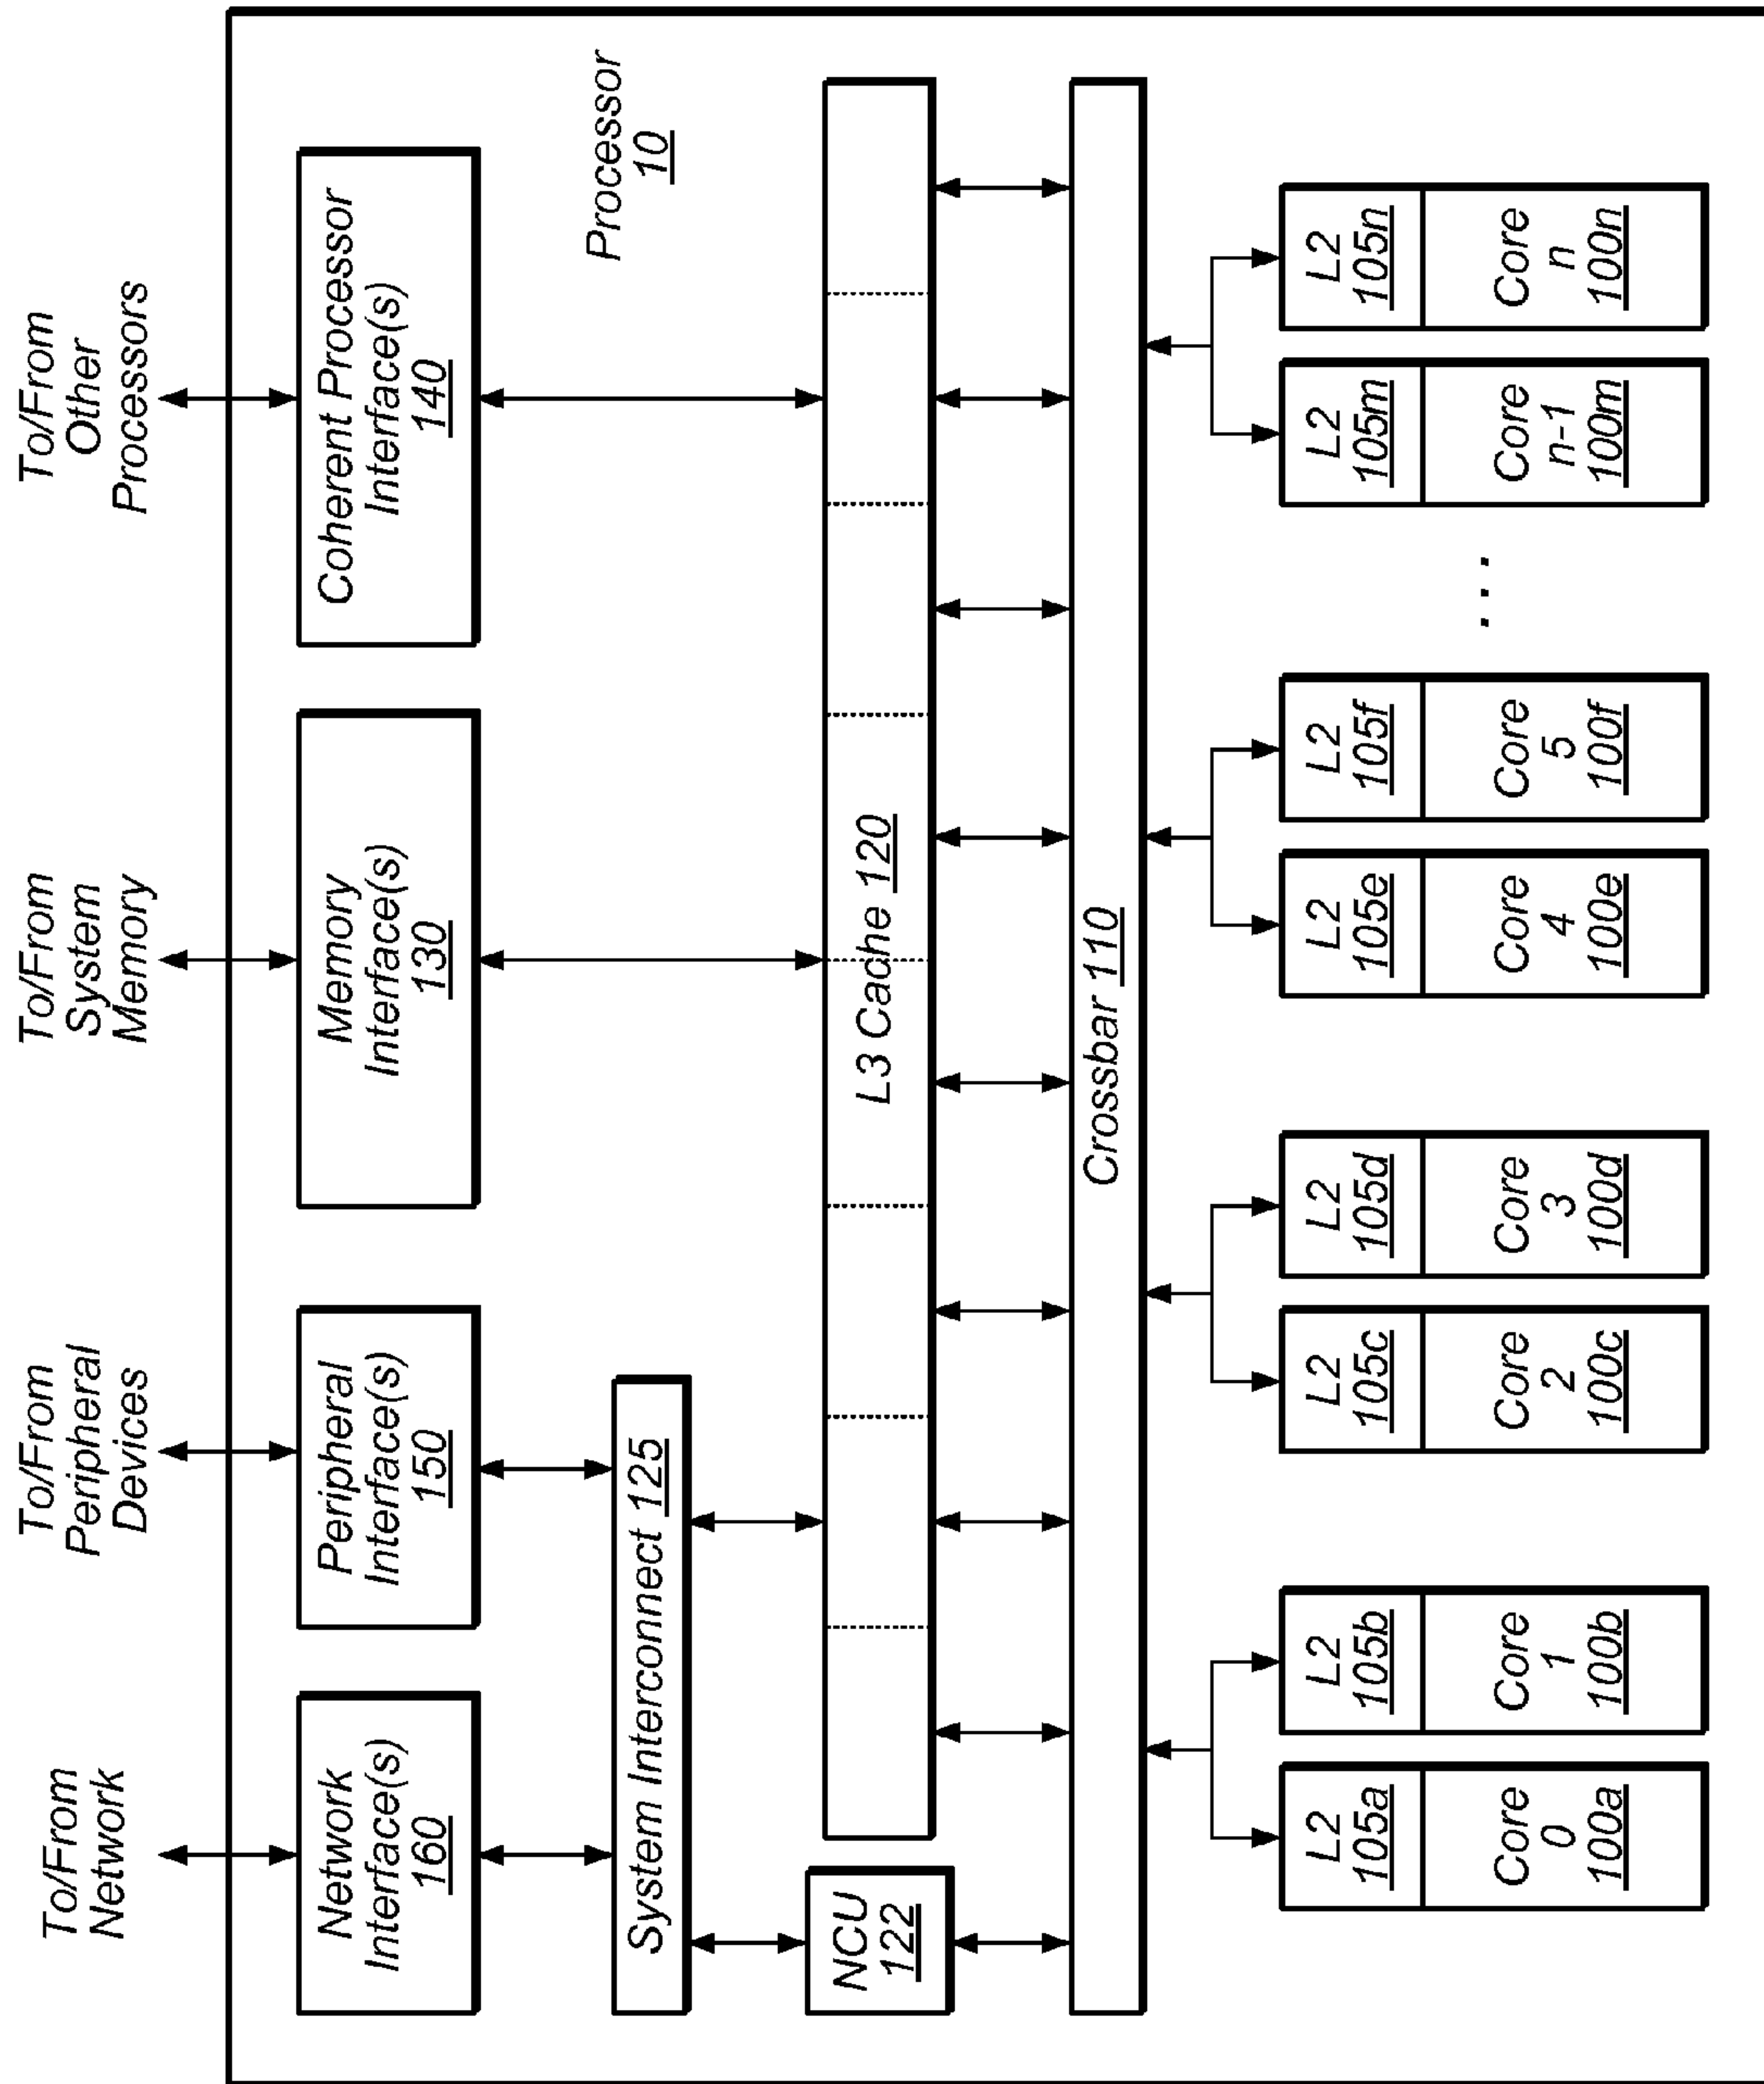 To/From
Network
To/From
Peripheral
Devices
To/From
System
Memory
To/From
Other
Processors
Network
Interface(s)
160
Peripheral
Interface(s)
150
Memory
Interface(s)
130
Coherent Processor
Interface(s)
140
Processor
10
System Interconnect 125
NCU
122
L3 Cache 120
Crossbar 110
L2
105a
Core
0
100a
L2
105b
Core
1
100b
L2
105c
Core
2
100c
L2
105d
Core
3
100d
L2
105e
Core
4
100e
L2
105f
Core
5
100f
...
L2
105m
Core
n-1
100m
L2
105n
Core
n
100n